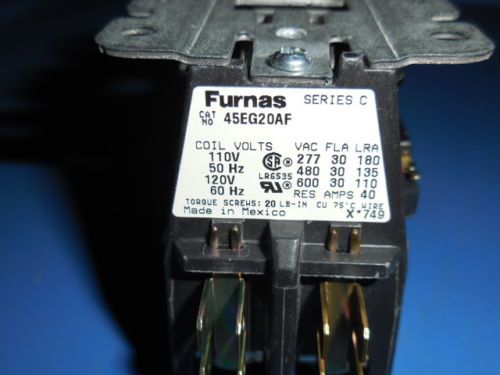 Furnas SERIES C
CAT NO 45EG20AF
COIL VOLTS VAC FLA LRA
110V 277 30 180
50 Hz SA LR6535 480 30 135
120V 600 30 110
60 Hz RU RES AMPS 40
TORQUE SCREWS: 20 LB-IN CU 75°C WIRE
Made in Mexico X*749